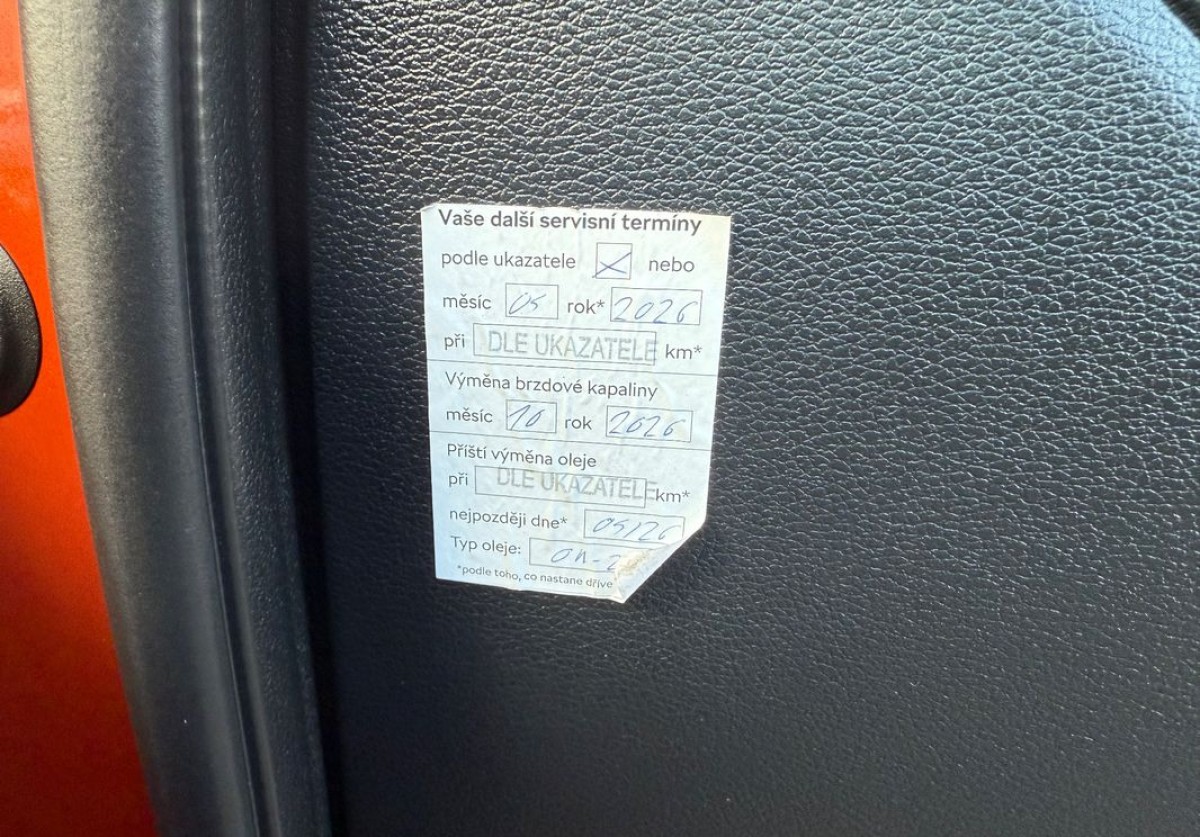 Vaše další servisní termíny
podle ukazatele X nebo
měsíc 05 rok* 2026
při DLE UKAZATELE km*
Výměna brzdové kapaliny
měsíc 10 rok 2026
Příští výměna oleje
při DLE UKAZATELE km*
nejpozději dne* 05/26
Typ oleje:
*podle toho, co nastane dříve